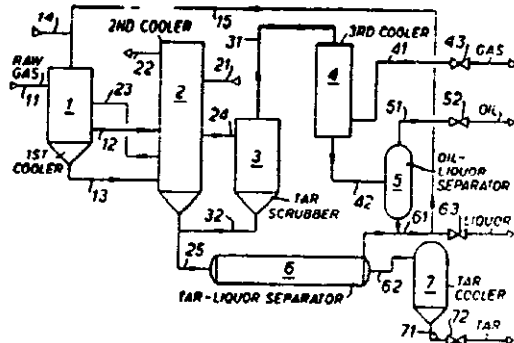 14
15
2ND COOLER
31
3RD COOLER
41
43
GAS
RAW GAS
11
23
22
21
1
2
4
51
52
OIL
12
24
1ST COOLER
13
3
OIL-LIQUOR SEPARATOR
5
TAR SCRUBBER
42
32
61
63
LIQUOR
25
6
62
7
TAR COOLER
TAR-LIQUOR SEPARATOR
71
72
TAR